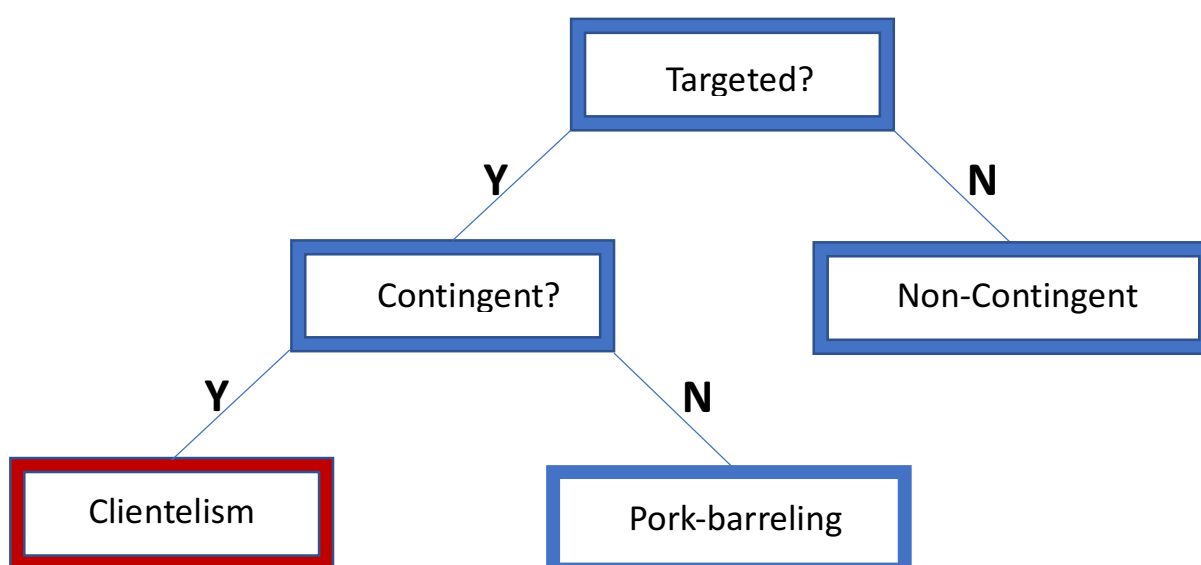 Targeted?
Y
N
Contingent?
Non-Contingent
Y
N
Clientelism
Pork-barreling